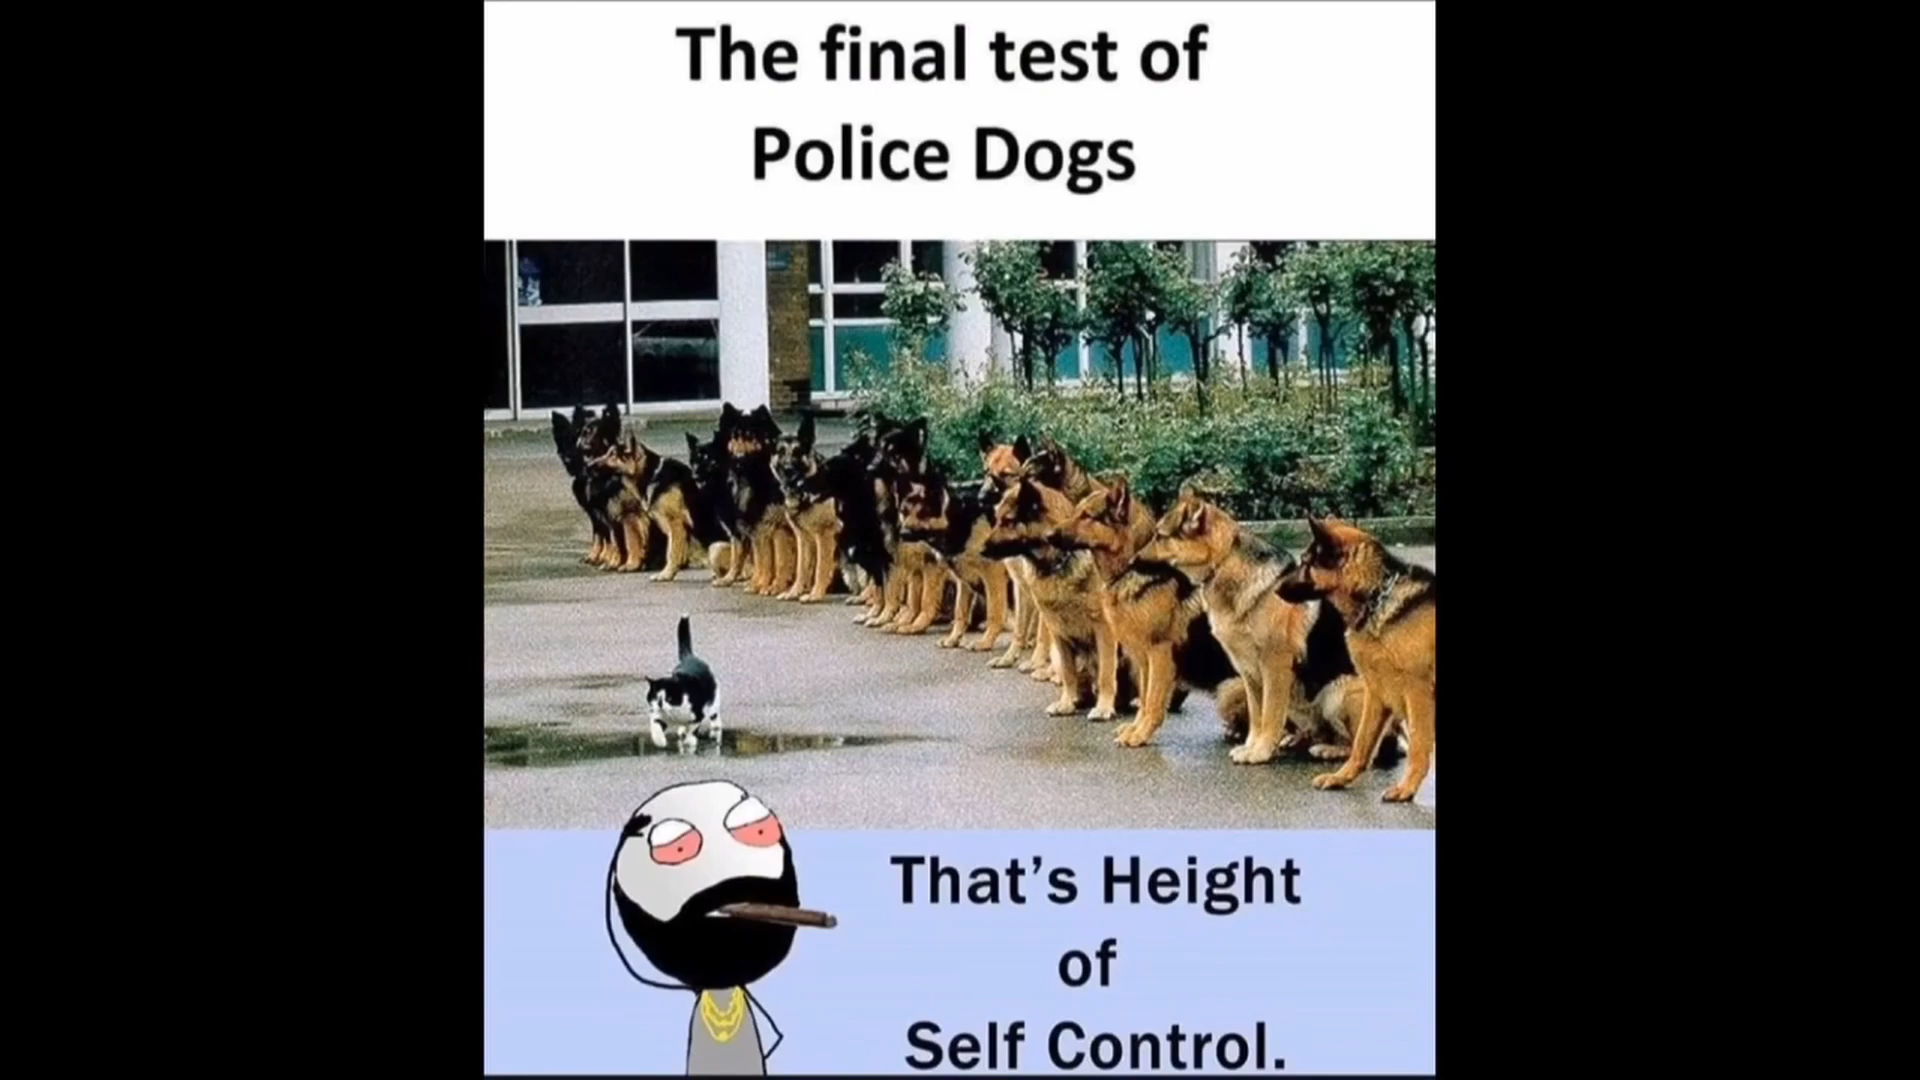 The final test of
Police Dogs
That's Height
of
Self Control.